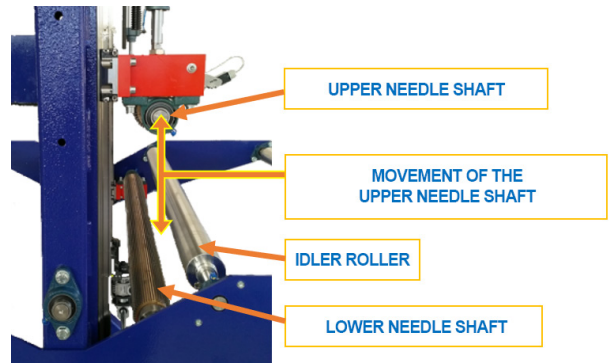 UPPER NEEDLE SHAFT
MOVEMENT OF THE
UPPER NEEDLE SHAFT
IDLER ROLLER
LOWER NEEDLE SHAFT